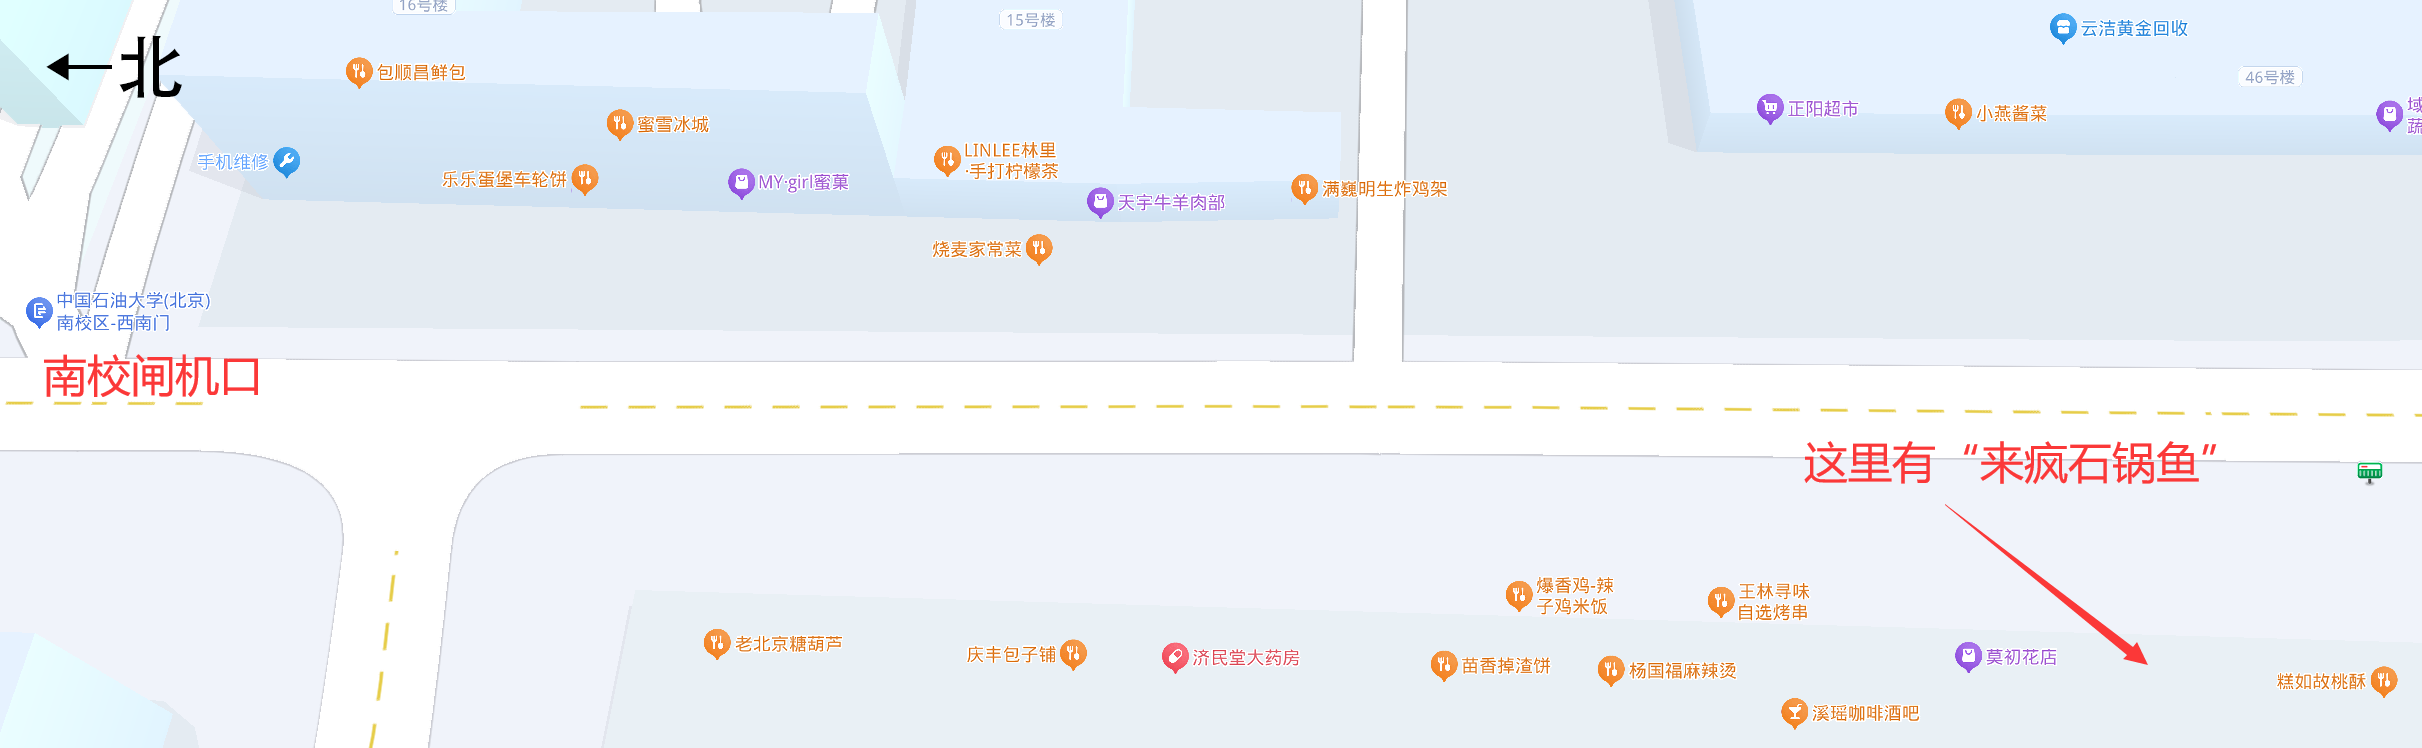 16号楼
15号楼
云洁黄金回收
北
包顺昌鲜包
46号楼
正阳超市
小燕酱菜
域
蔬
蜜雪冰城
手机维修
LINLEE林里
·手打柠檬茶
乐乐蛋堡车轮饼
MY·girl蜜菓
满巍明生炸鸡架
天宇牛羊肉部
烧麦家常菜
中国石油大学(北京)
南校区-西南门
南校闸机口
这里有“来疯石锅鱼”
爆香鸡-辣
子鸡米饭
王林寻味
自选烤串
老北京糖葫芦
庆丰包子铺
济民堂大药房
苗香掉渣饼
杨国福麻辣烫
莫初花店
糕如故桃酥
溪瑶咖啡酒吧